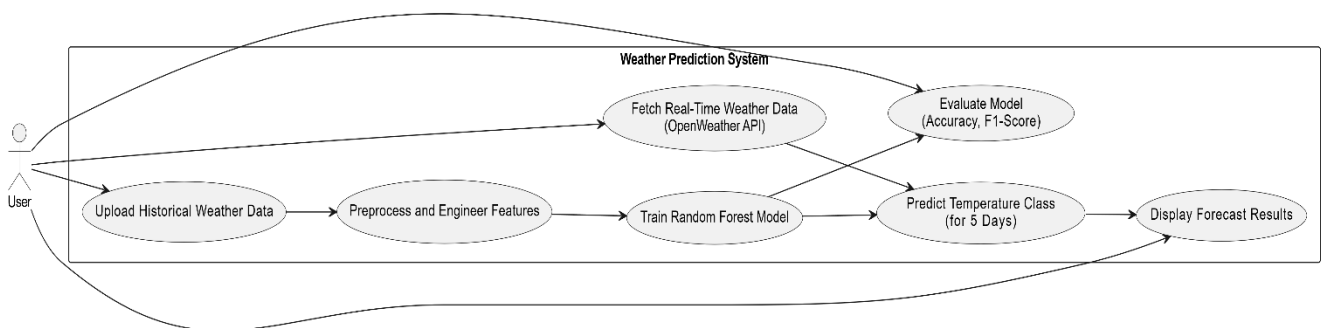 Weather Prediction System
Fetch Real-Time Weather Data
(OpenWeather API)
Evaluate Model
(Accuracy, F1-Score)
User
Upload Historical Weather Data
Preprocess and Engineer Features
Train Random Forest Model
Predict Temperature Class
(for 5 Days)
Display Forecast Results